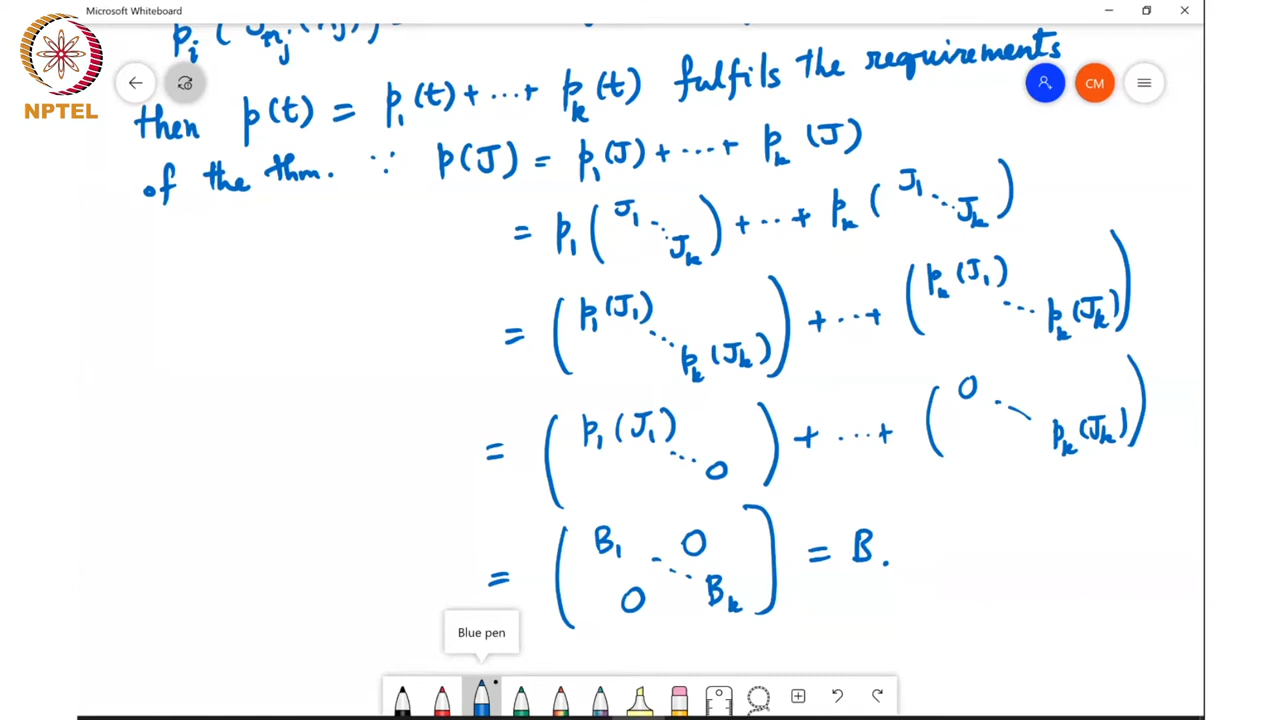 Microsoft Whiteboard
NPTEL
CM
then p(t) = p₁(t) + ... + pₖ(t) fulfils the requirements
of the thm. ∵ p(J) = p₁(J) + ... + pₖ(J)
= p₁ ( J₁ ⋱ Jₖ ) + ... + pₖ ( J₁ ⋱ Jₖ )
= ( p₁(J₁) ⋱ pₖ(Jₖ) ) + ... + ( pₖ(J₁) ⋱ pₖ(Jₖ) )
= ( p₁(J₁) ⋱ 0 ) + ... + ( 0 ⋱ pₖ(Jₖ) )
= ( B₁ 0 ⋱ 0 Bₖ ] = B.
Blue pen